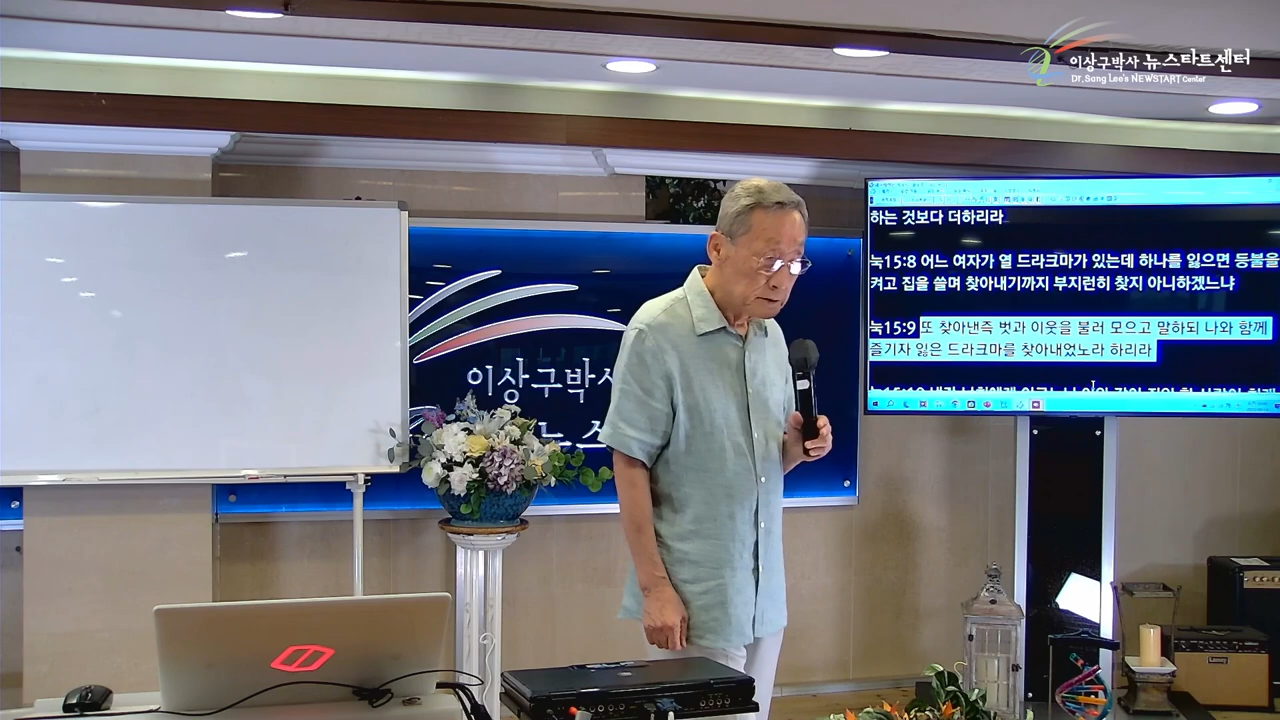 이상구박사 뉴스타트센터
Dr. Sang Lee's NEWSTART Center
하는 것보다 더하리라
눅15:8 어느 여자가 열 드라크마가 있는데 하나를 잃으면 등불을
켜고 집을 쓸며 찾아내기까지 부지런히 찾지 아니하겠느냐
눅15:9 또 찾아낸즉 벗과 이웃을 불러 모으고 말하되 나와 함께
즐기자 잃은 드라크마를 찾아내었노라 하리라
이상구박사
뉴스
Laney